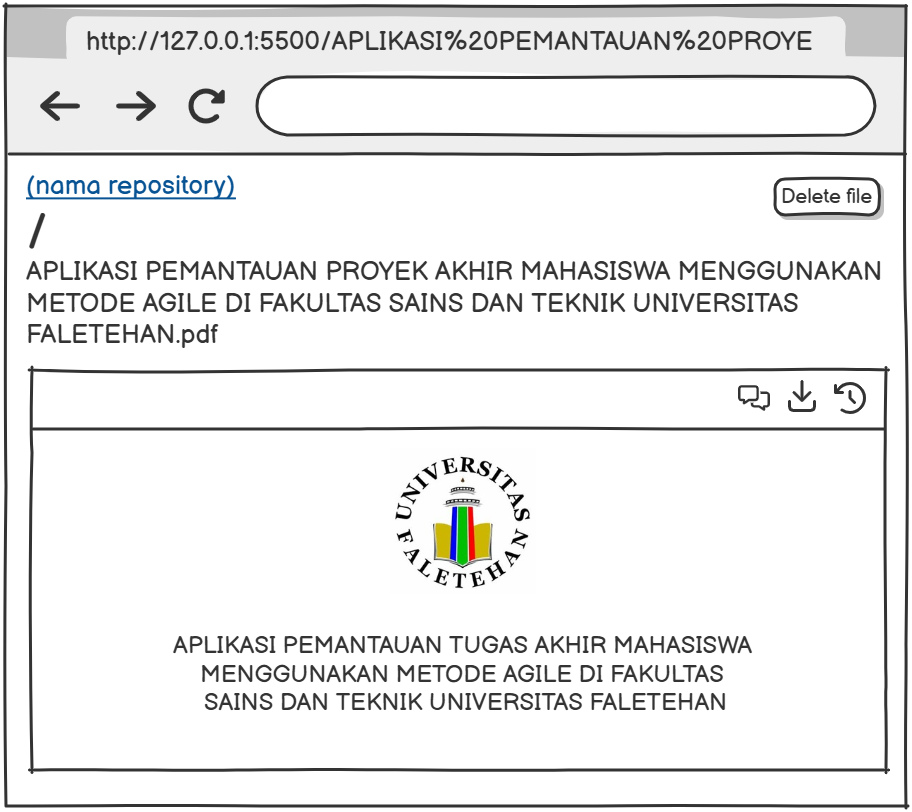 http://127.0.0.1:5500/APLIKASI%20PEMANTAUAN%20PROYE
(nama repository)
Delete file
/
APLIKASI PEMANTAUAN PROYEK AKHIR MAHASISWA MENGGUNAKAN
METODE AGILE DI FAKULTAS SAINS DAN TEKNIK UNIVERSITAS
FALETEHAN.pdf
UNIVERSITAS
FALETEHAN
APLIKASI PEMANTAUAN TUGAS AKHIR MAHASISWA
MENGGUNAKAN METODE AGILE DI FAKULTAS
SAINS DAN TEKNIK UNIVERSITAS FALETEHAN